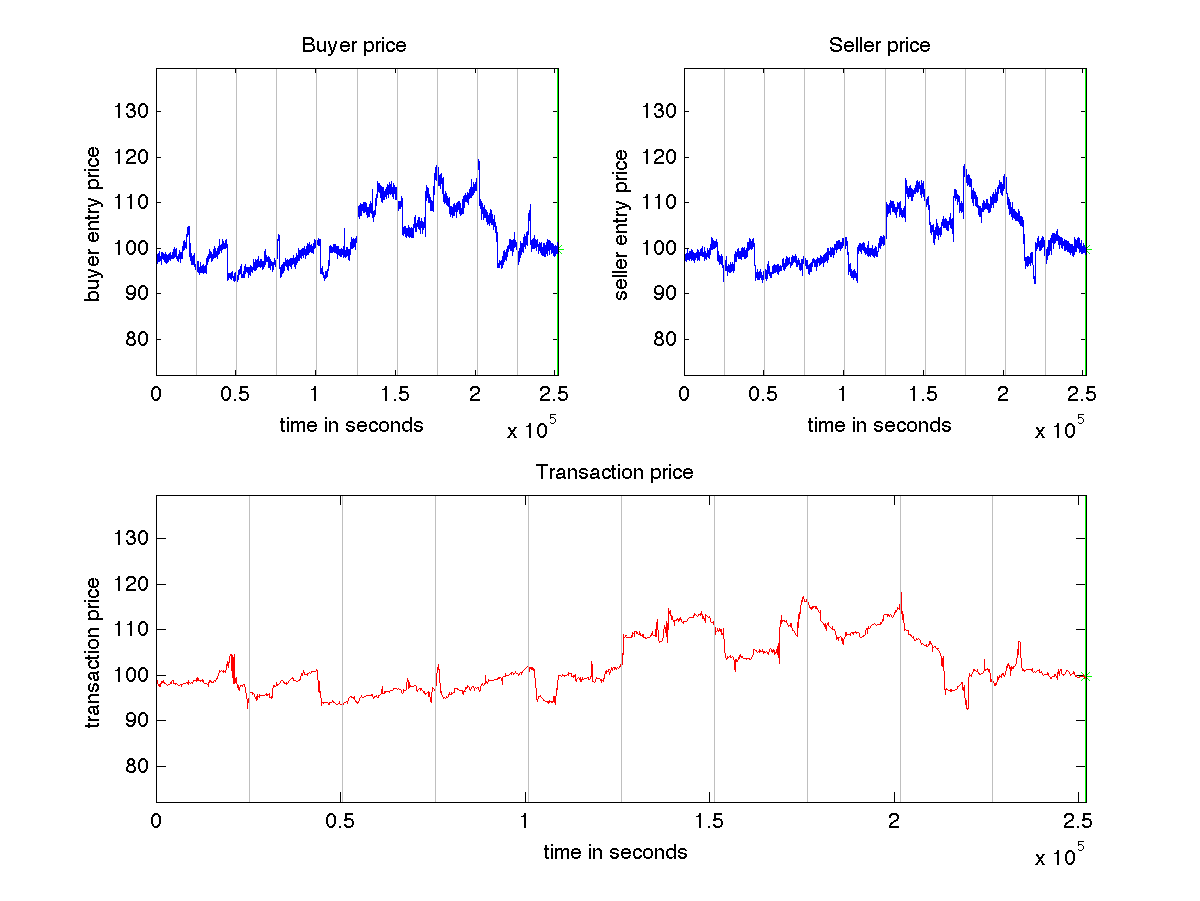 Buyer price
buyer entry price
130
120
110
100
90
80
0 0.5 1 1.5 2 2.5
x 10^5
time in seconds
Seller price
seller entry price
130
120
110
100
90
80
0 0.5 1 1.5 2 2.5
x 10^5
time in seconds
Transaction price
transaction price
130
120
110
100
90
80
0 0.5 1 1.5 2 2.5
x 10^5
time in seconds